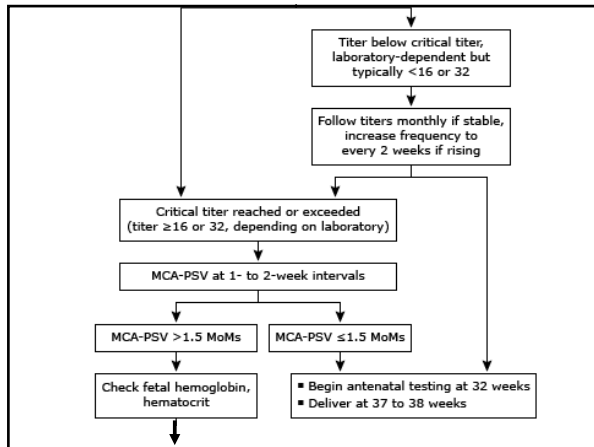 Titer below critical titer,
laboratory-dependent but
typically <16 or 32
Follow titers monthly if stable,
increase frequency to
every 2 weeks if rising
Critical titer reached or exceeded
(titer ≥16 or 32, depending on laboratory)
MCA-PSV at 1- to 2-week intervals
MCA-PSV >1.5 MoMs
MCA-PSV ≤1.5 MoMs
Check fetal hemoglobin,
hematocrit
▪ Begin antenatal testing at 32 weeks
▪ Deliver at 37 to 38 weeks